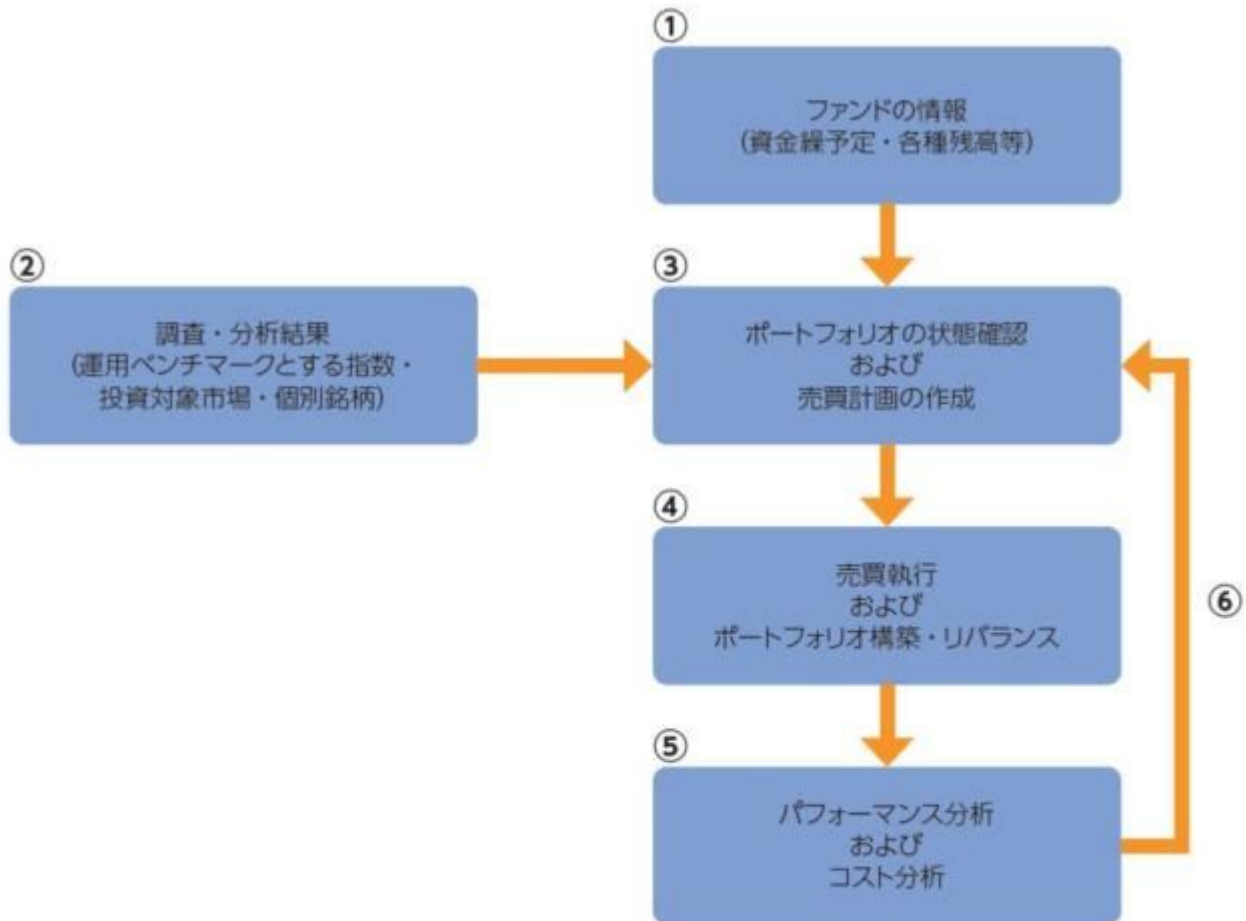 ①
ファンドの情報
(資金繰予定・各種残高等)
②
調査・分析結果
(運用ベンチマークとする指数・
投資対象市場・個別銘柄)
③
ポートフォリオの状態確認
および
売買計画の作成
④
売買執行
および
ポートフォリオ構築・リバランス
⑥
⑤
パフォーマンス分析
および
コスト分析